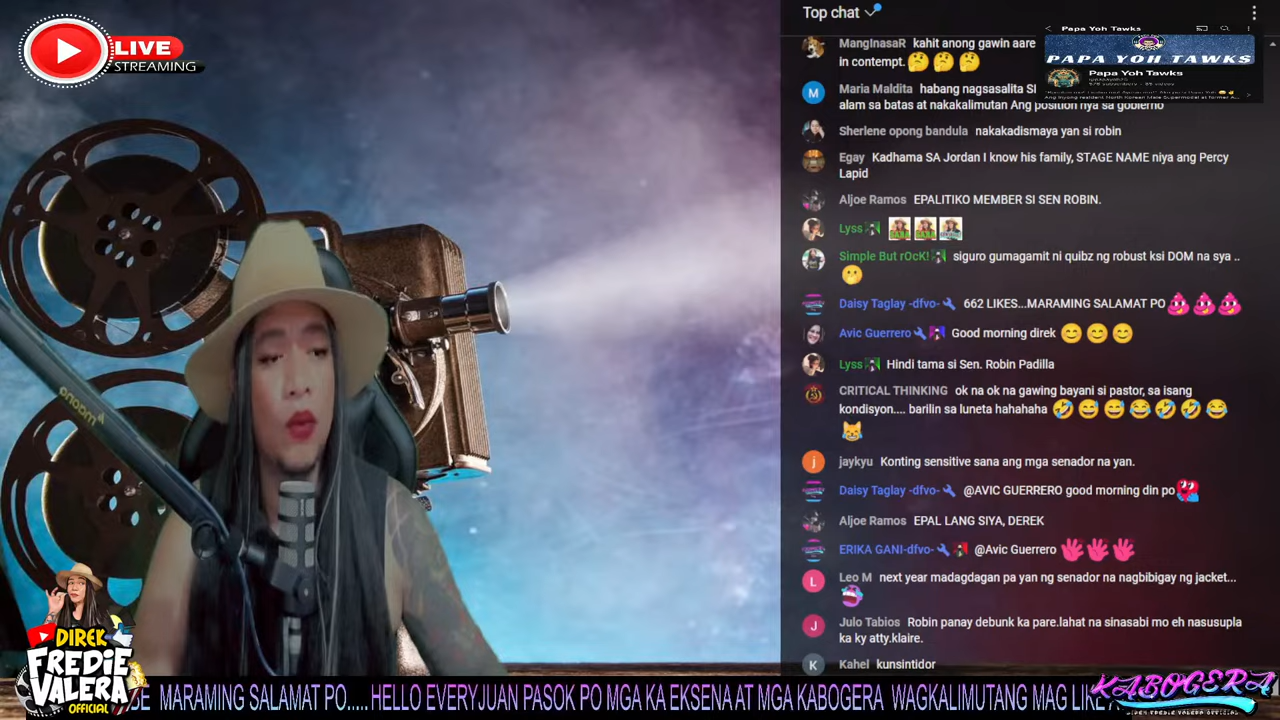 LIVE
STREAMING
Top chat
Papa Yoh Tawks
PAPA YOH TAWKS
Papa Yoh Tawks
MangInasaR kahit anong gawin aare
in contempt.
M
Maria Maldita habang nagsasalita SI
alam sa batas at nakakalimutan Ang position nya sa gobierno
Sherlene opong bandula nakakadismaya yan si robin
Egay Kadhama SA Jordan I know his family, STAGE NAME niya ang Percy
Lapid
Aljoe Ramos EPALITIKO MEMBER SI SEN ROBIN.
Lyss
Simple But rOcK! siguro gumagamit ni quibz ng robust ksi DOM na sya ..
Daisy Taglay -dfvo- 662 LIKES...MARAMING SALAMAT PO
Avic Guerrero Good morning direk
Lyss Hindi tama si Sen. Robin Padilla
CRITICAL THINKING ok na ok na gawing bayani si pastor, sa isang
kondisyon.... barilin sa luneta hahahaha
j
jaykyu Konting sensitive sana ang mga senador na yan.
Daisy Taglay -dfvo- @AVIC GUERRERO good morning din po
Aljoe Ramos EPAL LANG SIYA, DEREK
ERIKA GANI-dfvo- @Avic Guerrero
L
Leo M next year madagdagan pa yan ng senador na nagbibigay ng jacket...
J
Julo Tabios Robin panay debunk ka pare.lahat na sinasabi mo eh nasusupla
ka ky atty.klaire.
K
Kahel kunsintidor
maono
DIREK
FREDIE
VALERA
OFFICIAL
MARAMING SALAMAT PO.....HELLO EVERYJUAN PASOK PO MGA KA EKSENA AT MGA KABOGERA WAGKALIMUTANG MAG LIKE
KABOGERA